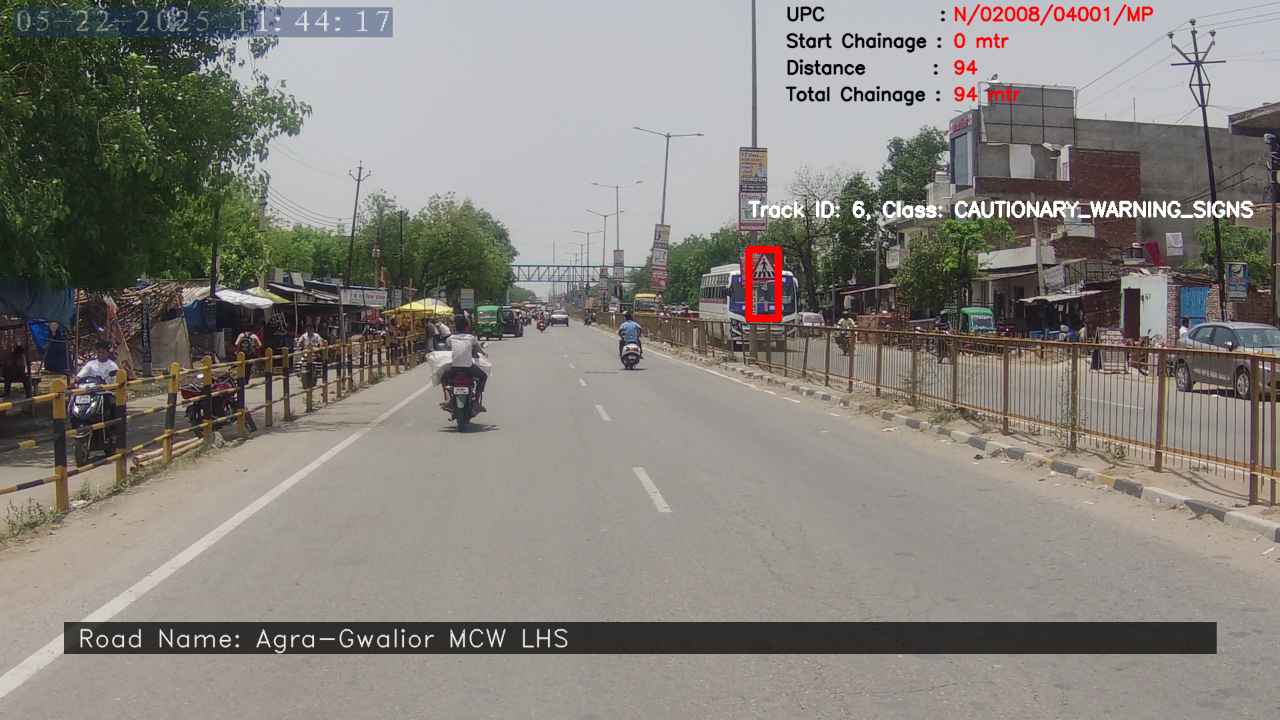 05-22-2025 11:44:17
UPC : N/02008/04001/MP
Start Chainage : 0 mtr
Distance : 94
Total Chainage : 94 mtr
Track ID: 6, Class: CAUTIONARY_WARNING_SIGNS
Road Name: Agra-Gwalior MCW LHS